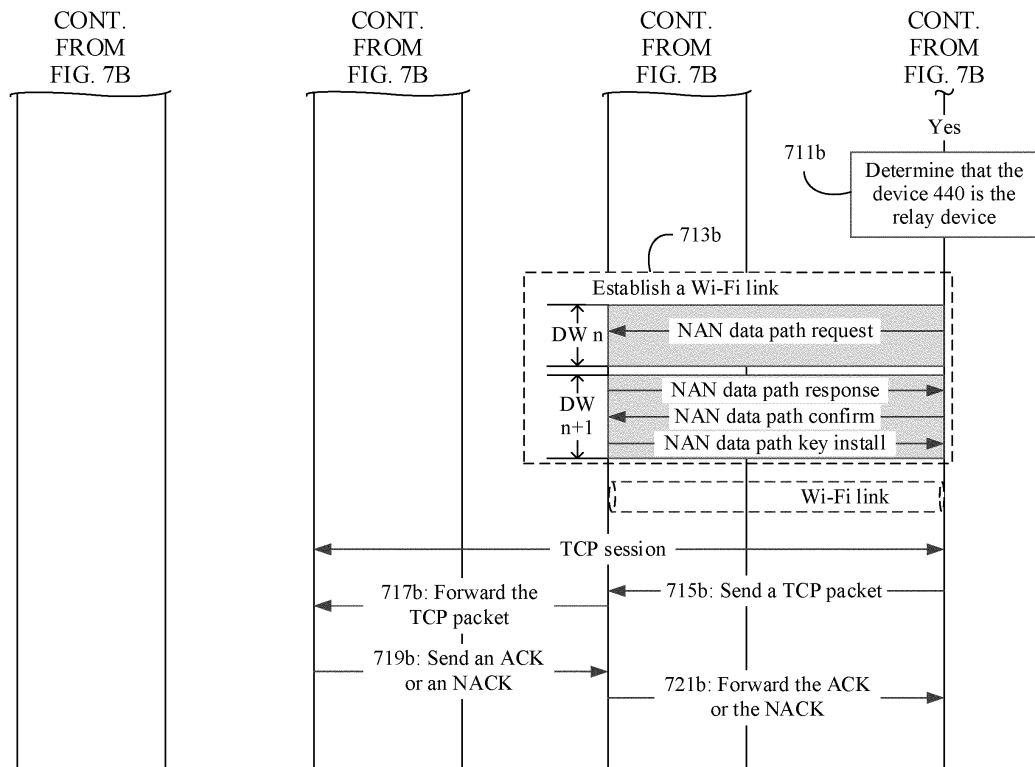 CONT.
FROM
FIG. 7B
CONT.
FROM
FIG. 7B
CONT.
FROM
FIG. 7B
CONT.
FROM
FIG. 7B
Yes
711b
Determine that the
device 440 is the
relay device
713b
Establish a Wi-Fi link
DW n
NAN data path request
DW
n+1
NAN data path response
NAN data path confirm
NAN data path key install
Wi-Fi link
TCP session
715b: Send a TCP packet
717b: Forward the
TCP packet
719b: Send an ACK
or an NACK
721b: Forward the ACK
or the NACK